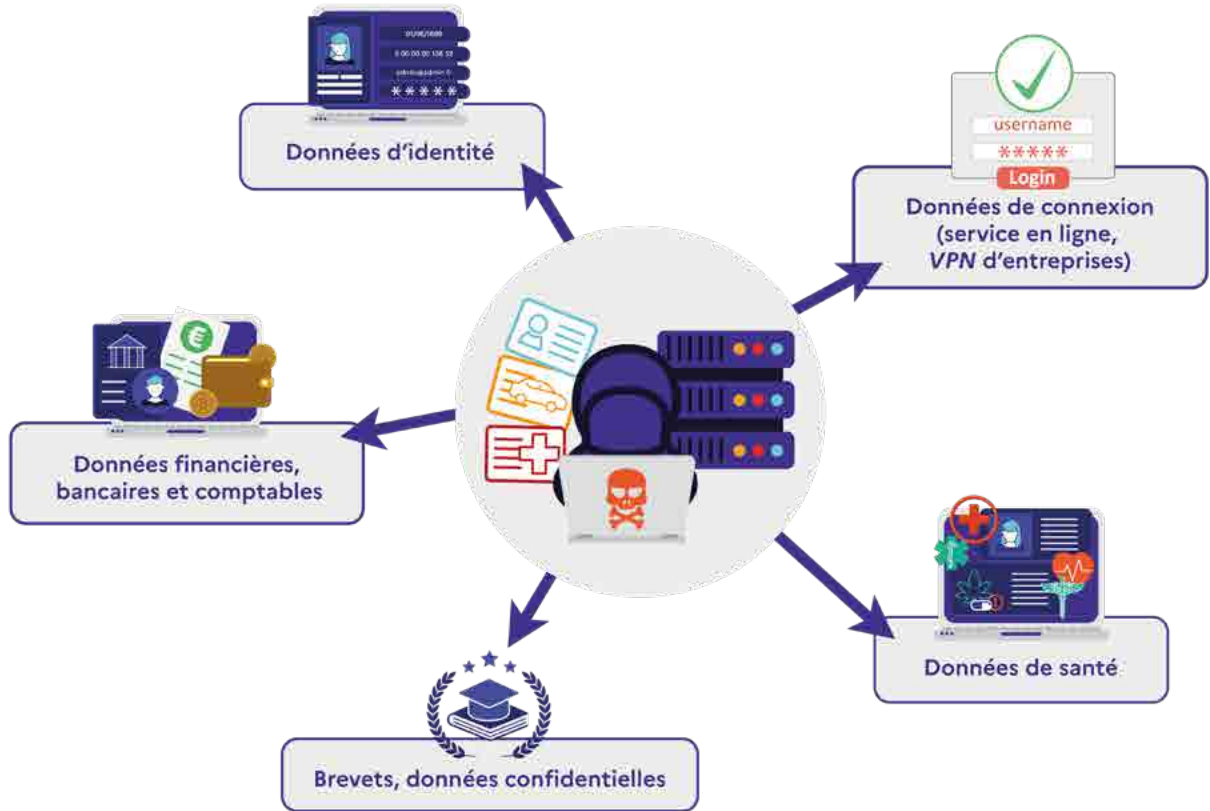 *****
Données d'identité
username
*****
Login
Données de connexion
(service en ligne,
VPN d'entreprises)
Données financières,
bancaires et comptables
Données de santé
Brevets, données confidentielles